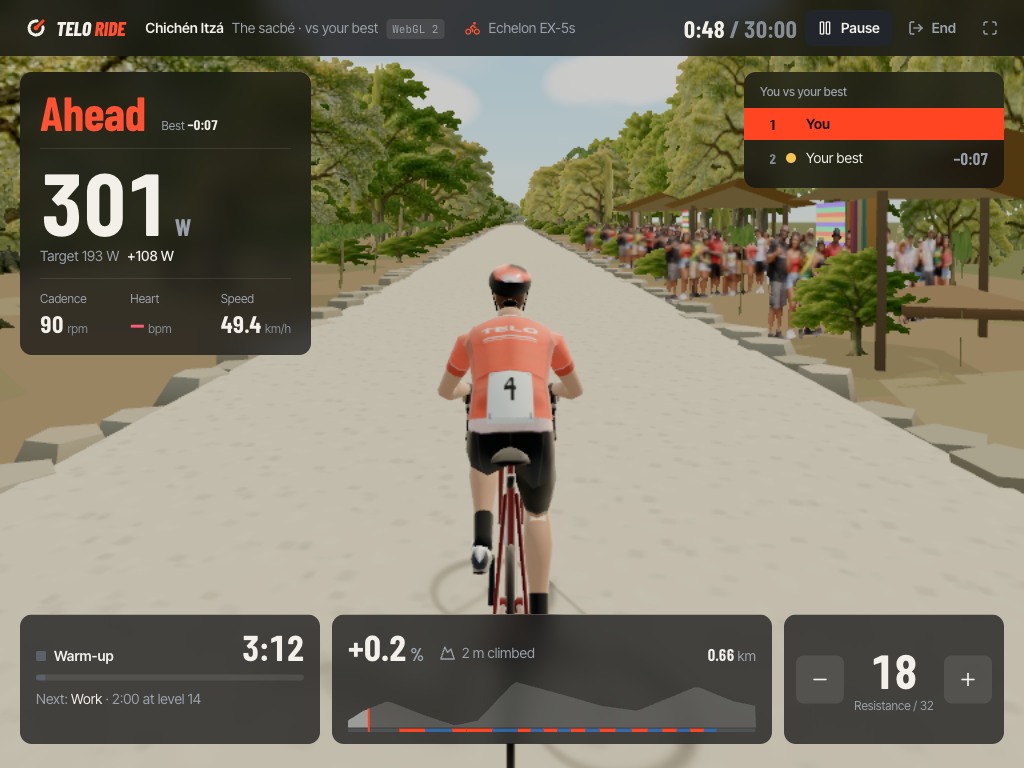 TELO RIDE
Chichén Itzá The sacbé · vs your best WebGL 2
Echelon EX-5s
0:48 / 30:00
Pause
End
Ahead Best −0:07
301 W
Target 193 W +108 W
Cadence Heart Speed
90 rpm — bpm 49.4 km/h
You vs your best
1 You
2 Your best −0:07
TELO
4
Warm-up 3:12
Next: Work · 2:00 at level 14
+0.2 % 2 m climbed 0.66 km
− 18 +
Resistance / 32